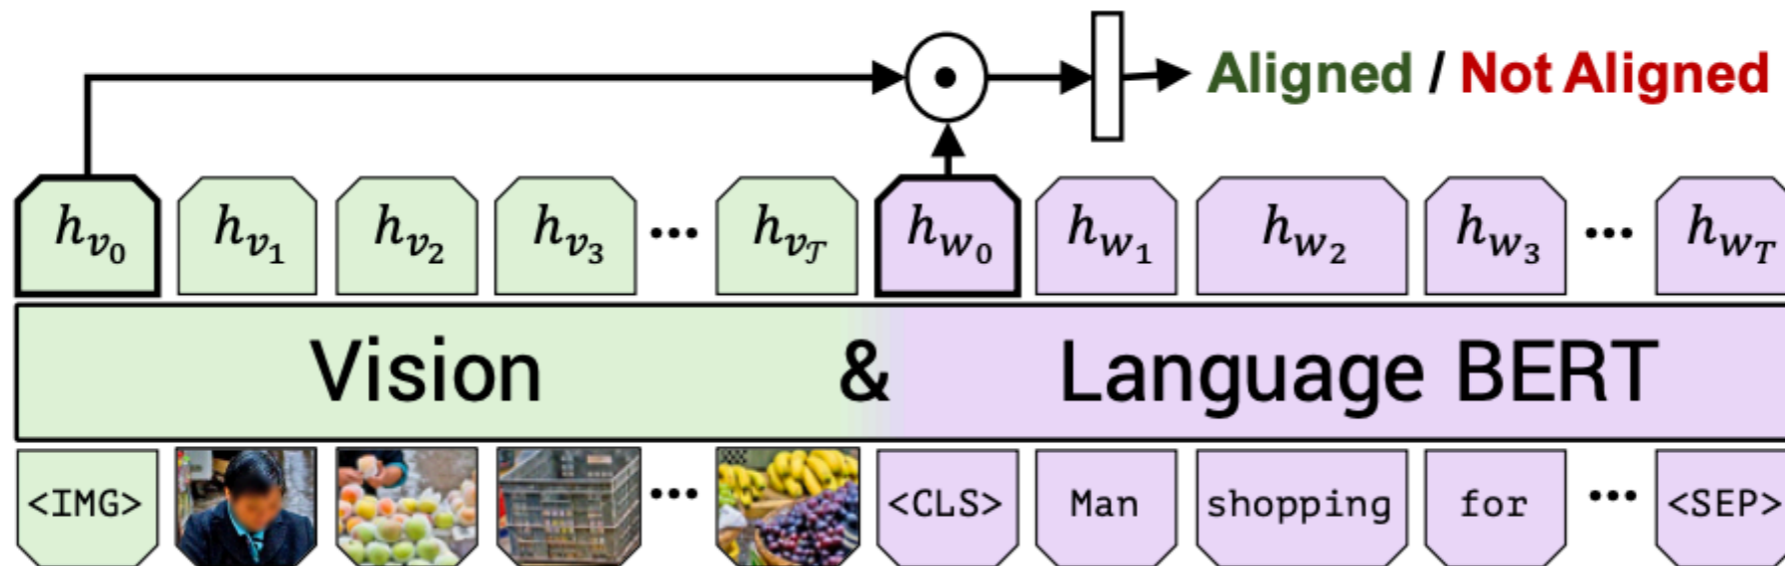 Aligned / Not Aligned
h_{v_0} h_{v_1} h_{v_2} h_{v_3} ... h_{v_𝒯} h_{w_0} h_{w_1} h_{w_2} h_{w_3} ... h_{w_T}
Vision & Language BERT
<IMG> ... <CLS> Man shopping for ... <SEP>